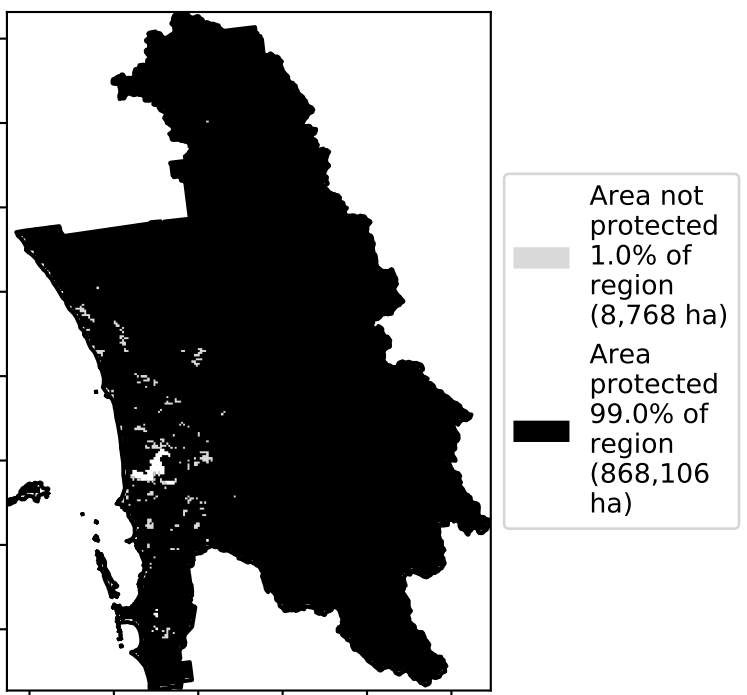 Area not
protected
1.0% of
region
(8,768 ha)
Area
protected
99.0% of
region
(868,106
ha)